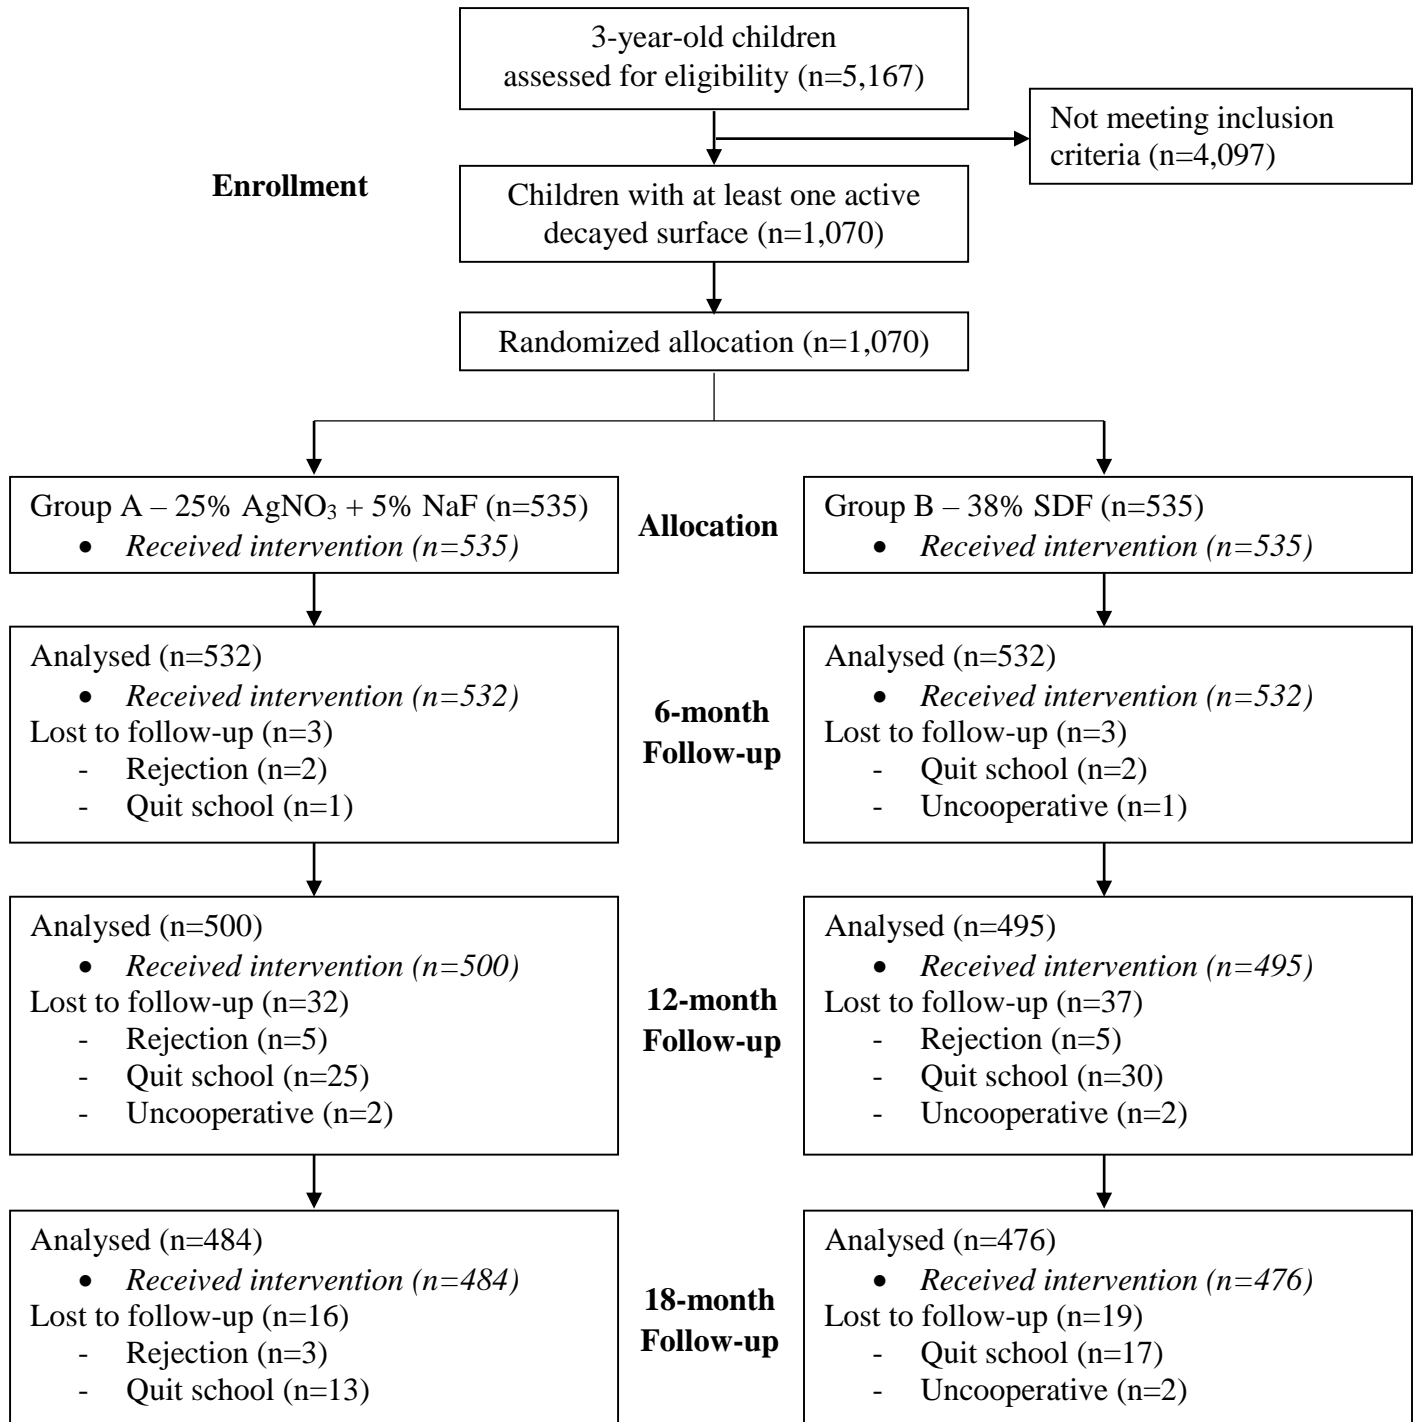 3-year-old children
assessed for eligibility (n=5,167)
Not meeting inclusion
criteria (n=4,097)
Enrollment
Children with at least one active
decayed surface (n=1,070)
Randomized allocation (n=1,070)
Group A – 25% AgNO₃ + 5% NaF (n=535)
• Received intervention (n=535)
Allocation
Group B – 38% SDF (n=535)
• Received intervention (n=535)
Analysed (n=532)
• Received intervention (n=532)
Lost to follow-up (n=3)
- Rejection (n=2)
- Quit school (n=1)
6-month
Follow-up
Analysed (n=532)
• Received intervention (n=532)
Lost to follow-up (n=3)
- Quit school (n=2)
- Uncooperative (n=1)
Analysed (n=500)
• Received intervention (n=500)
Lost to follow-up (n=32)
- Rejection (n=5)
- Quit school (n=25)
- Uncooperative (n=2)
12-month
Follow-up
Analysed (n=495)
• Received intervention (n=495)
Lost to follow-up (n=37)
- Rejection (n=5)
- Quit school (n=30)
- Uncooperative (n=2)
Analysed (n=484)
• Received intervention (n=484)
Lost to follow-up (n=16)
- Rejection (n=3)
- Quit school (n=13)
18-month
Follow-up
Analysed (n=476)
• Received intervention (n=476)
Lost to follow-up (n=19)
- Quit school (n=17)
- Uncooperative (n=2)